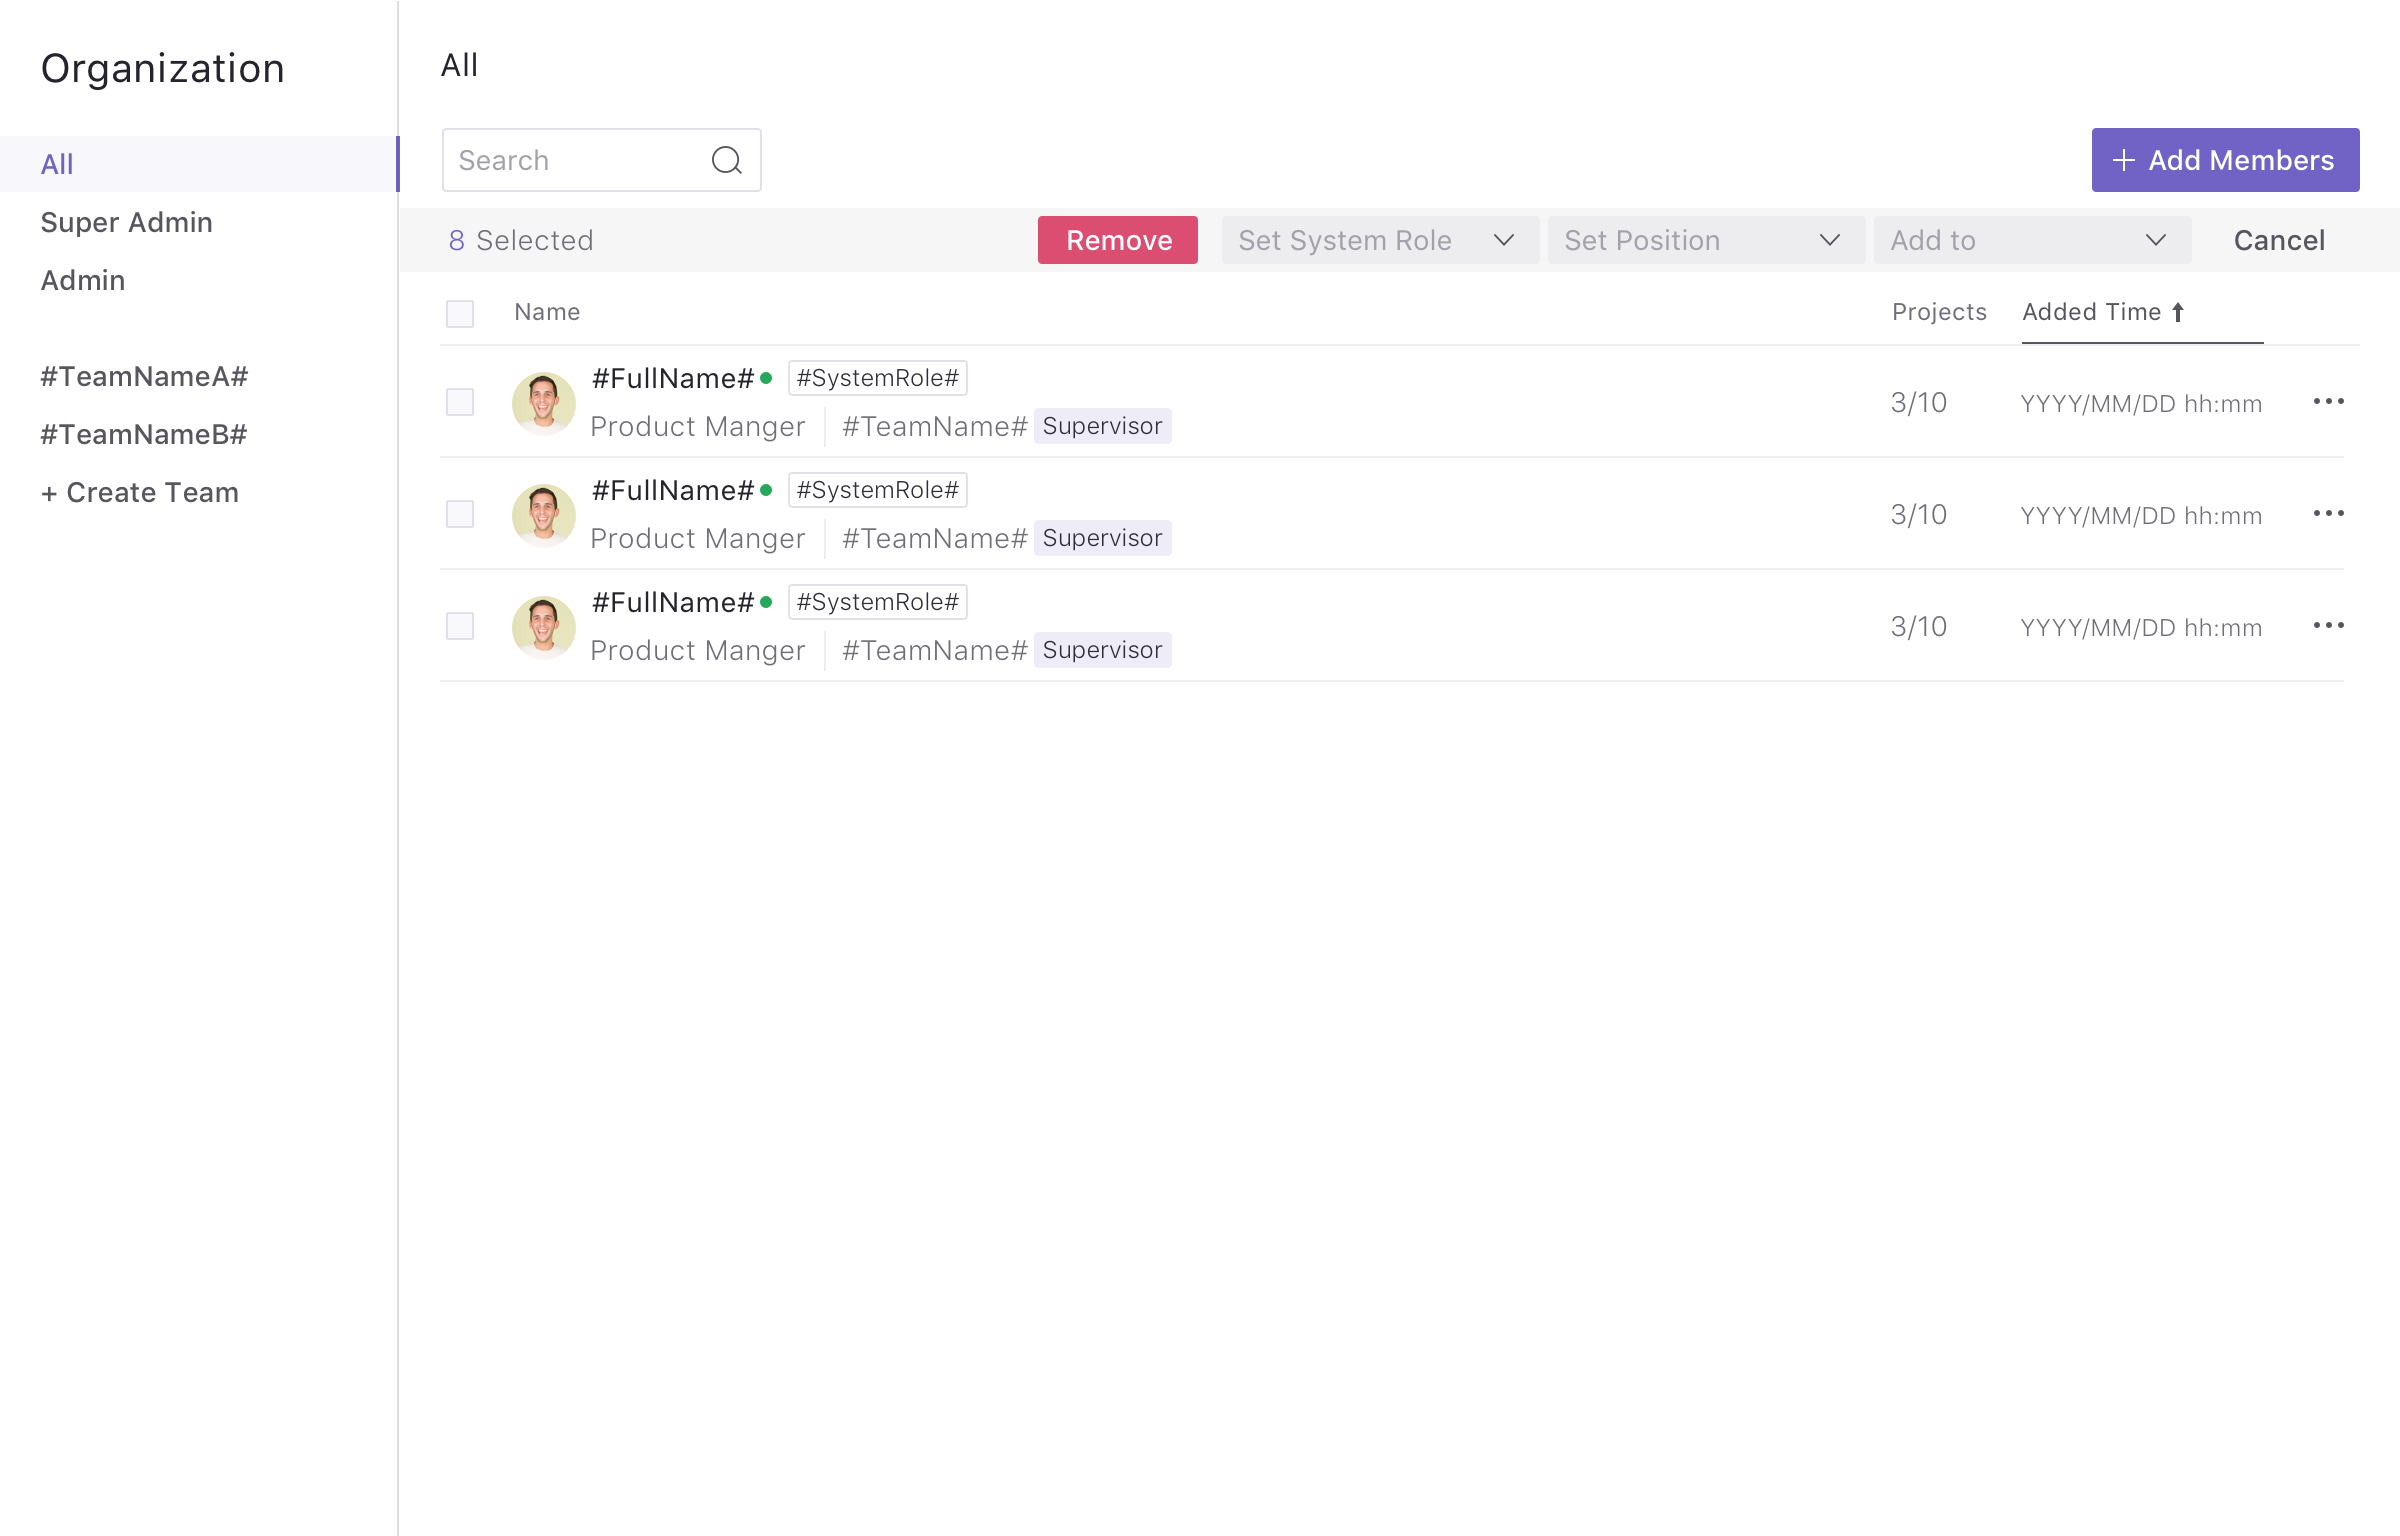 Organization
All
Super Admin
Admin
#TeamNameA#
#TeamNameB#
+ Create Team
All
Search
+ Add Members
8 Selected
Remove
Set System Role
Set Position
Add to
Cancel
Name
Projects
Added Time
#FullName# #SystemRole#
Product Manger #TeamName# Supervisor
3/10
YYYY/MM/DD hh:mm
#FullName# #SystemRole#
Product Manger #TeamName# Supervisor
3/10
YYYY/MM/DD hh:mm
#FullName# #SystemRole#
Product Manger #TeamName# Supervisor
3/10
YYYY/MM/DD hh:mm